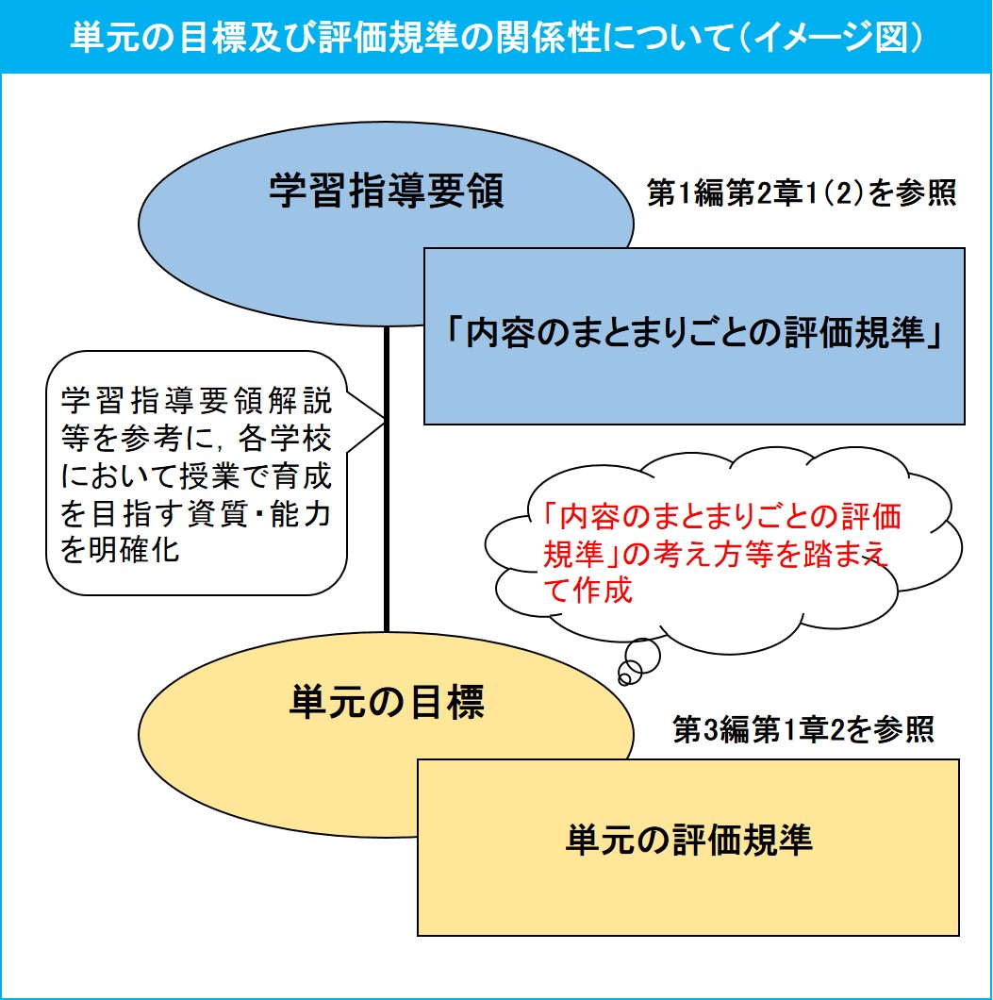 単元の目標及び評価規準の関係性について（イメージ図）
学習指導要領
第1編第2章1（2）を参照
「内容のまとまりごとの評価規準」
学習指導要領解説
等を参考に，各学校
において授業で育成
を目指す資質・能力
を明確化
「内容のまとまりごとの評価
規準」の考え方等を踏まえ
て作成
単元の目標
第3編第1章2を参照
単元の評価規準